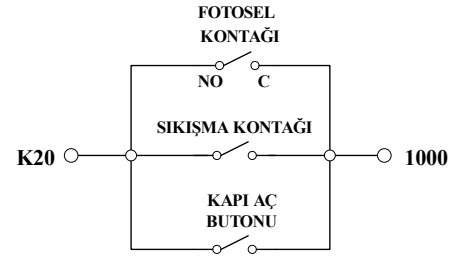 FOTOSEL
KONTAĞI
NO C
SIKIŞMA KONTAĞI
K20 1000
KAPI AÇ
BUTONU